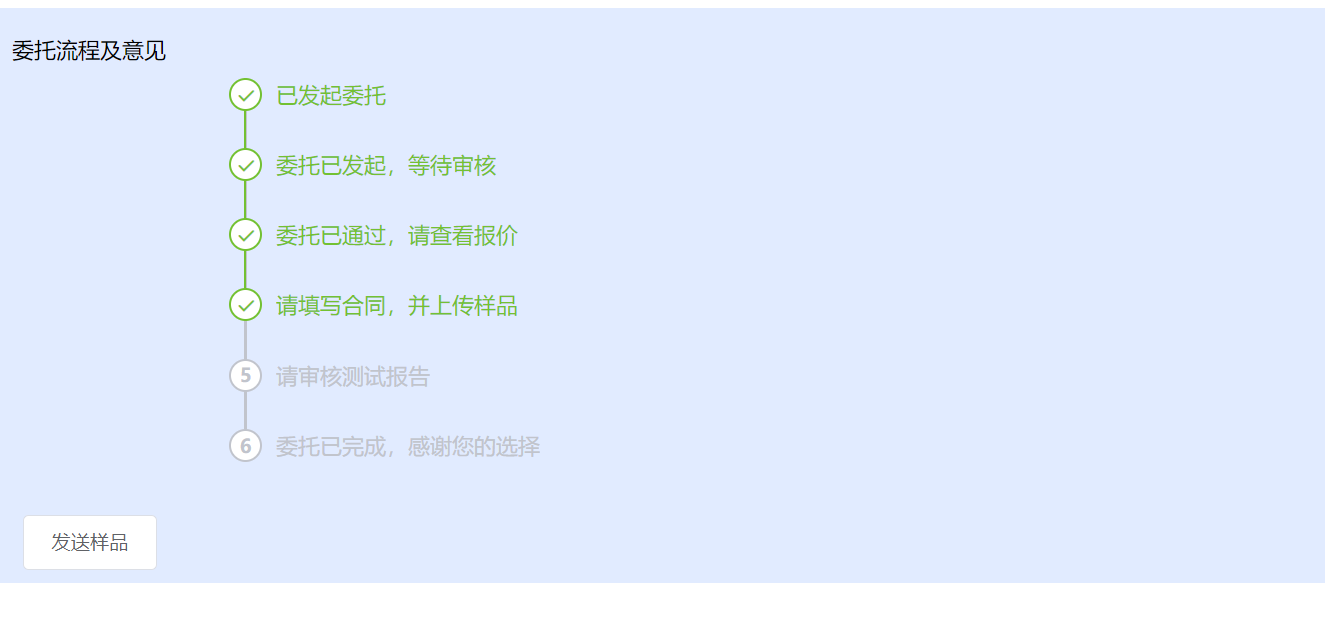 委托流程及意见
已发起委托
委托已发起，等待审核
委托已通过，请查看报价
请填写合同，并上传样品
5 请审核测试报告
6 委托已完成，感谢您的选择
发送样品